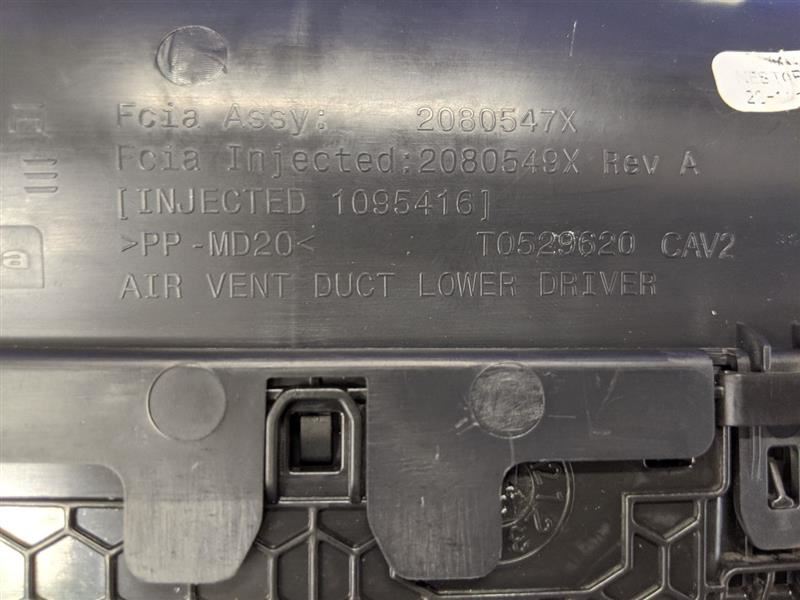 Fcia Assy: 2080547X
Fcia Injected:2080549X Rev A
[INJECTED 1095416]
>PP-MD20< T0529620 CAV2
AIR VENT DUCT LOWER DRIVER
a